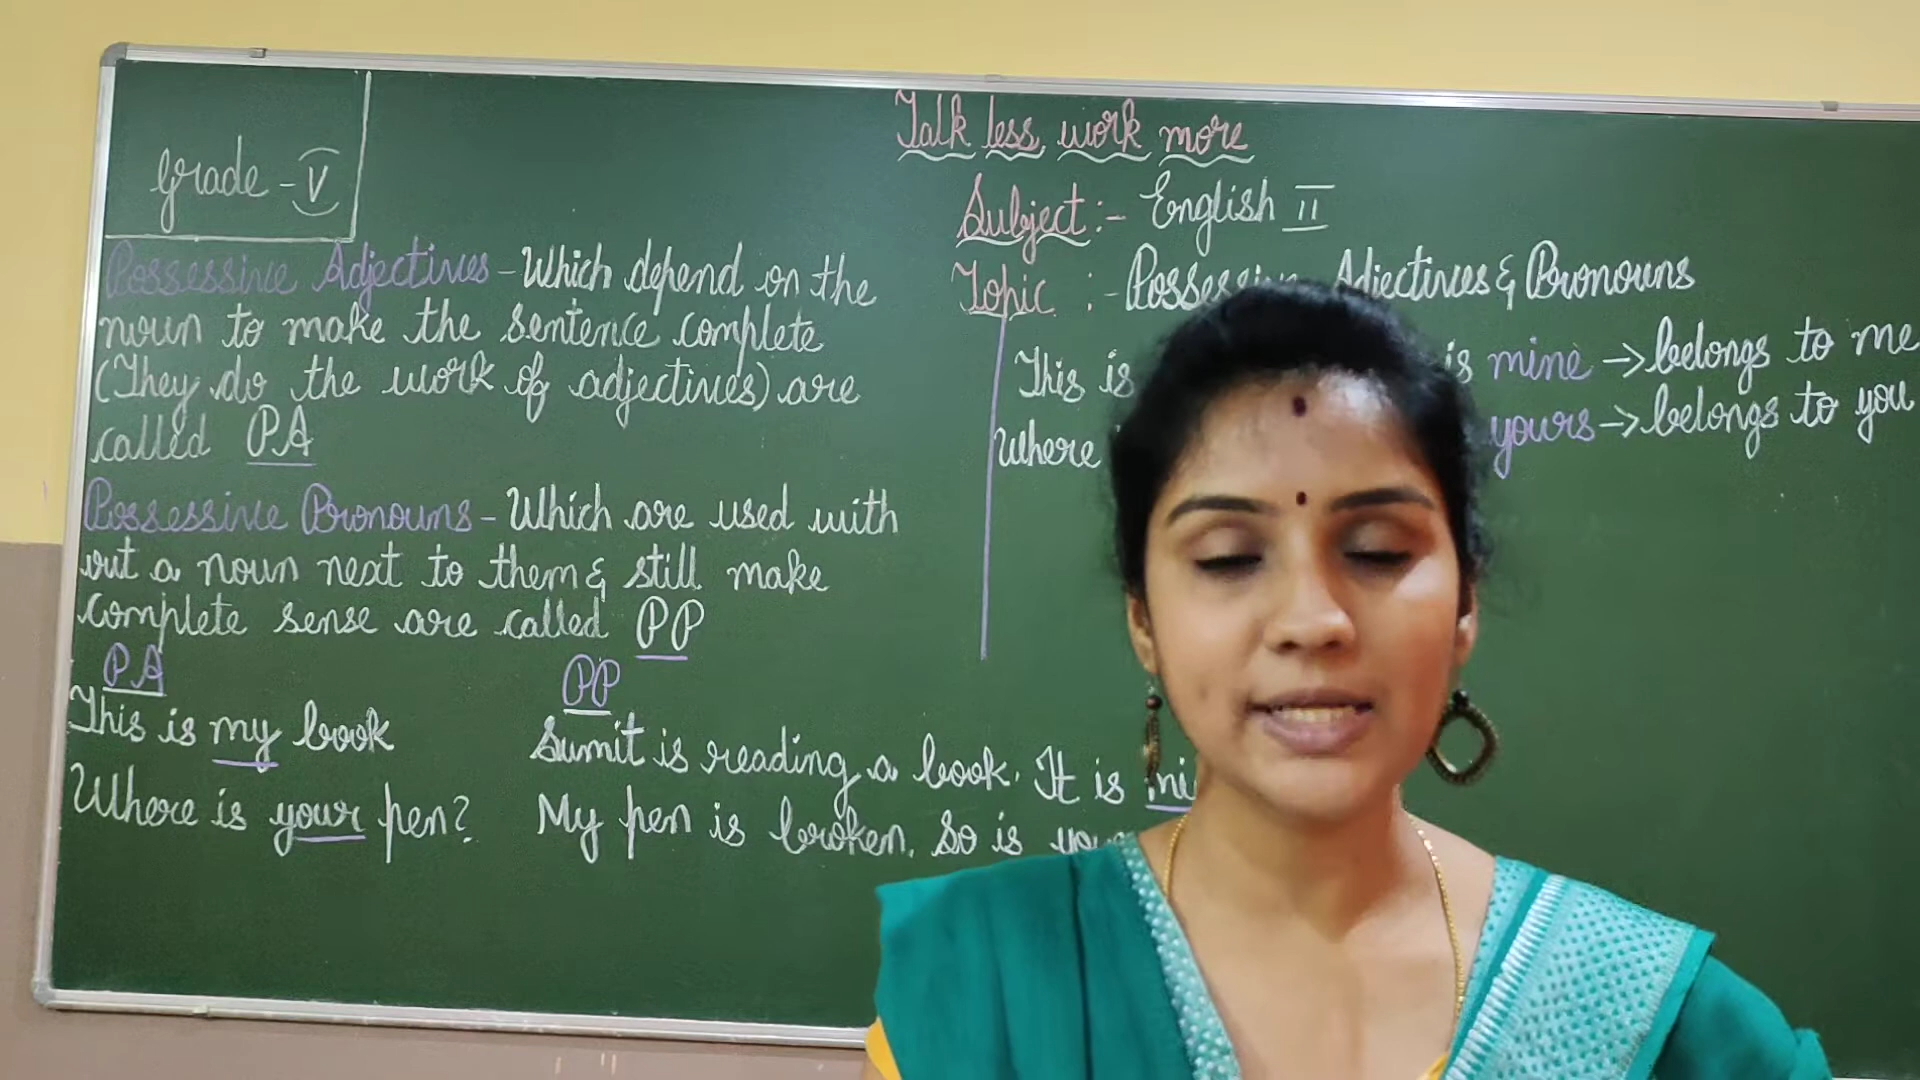 Talk less, work more
Grade - V
Subject :- English II
Topic :- Possessive Adjectives & Pronouns
Possessive Adjectives - Which depend on the
noun to make the sentence complete
(They do the work of adjectives) are
called PA
Possessive Pronouns - Which are used with
out a noun next to them & still make
complete sense are called PP
PA
This is my book
Where is your pen?
PP
Sumit is reading a book. It is
My pen is broken. So is
This is is mine → belongs to me
Where yours → belongs to you